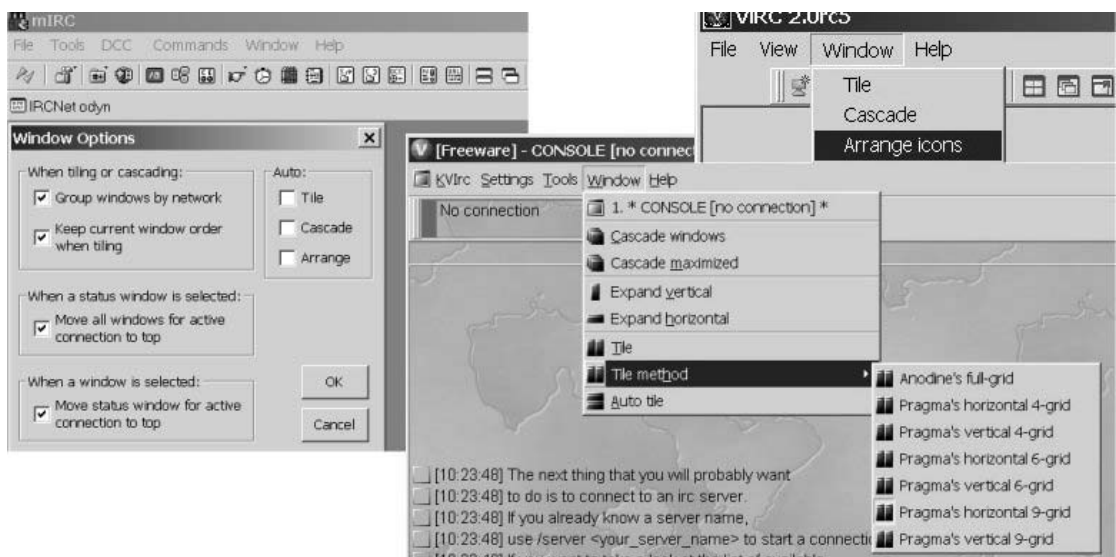 mIRC
File Tools DCC Commands Window Help
IRCNet odyn
Window Options
When tiling or cascading:
Group windows by network
Keep current window order
when tiling
Auto:
Tile
Cascade
Arrange
When a status window is selected:
Move all windows for active
connection to top
When a window is selected:
Move status window for active
connection to top
OK
Cancel
[Freeware] - CONSOLE [no connec
KVIrc Settings Tools Window Help
No connection
1. * CONSOLE [no connection] *
Cascade windows
Cascade maximized
Expand vertical
Expand horizontal
Tile
Tile method
Auto tile
Anodine's full-grid
Pragma's horizontal 4-grid
Pragma's vertical 4-grid
Pragma's horizontal 6-grid
Pragma's vertical 6-grid
Pragma's horizontal 9-grid
Pragma's vertical 9-grid
[10:23:48] The next thing that you will probably want
[10:23:48] to do is to connect to an irc server.
[10:23:48] If you already know a server name,
[10:23:48] use /server <your_server_name> to start a connecti
ViRC 2.0rc5
File View Window Help
Tile
Cascade
Arrange icons